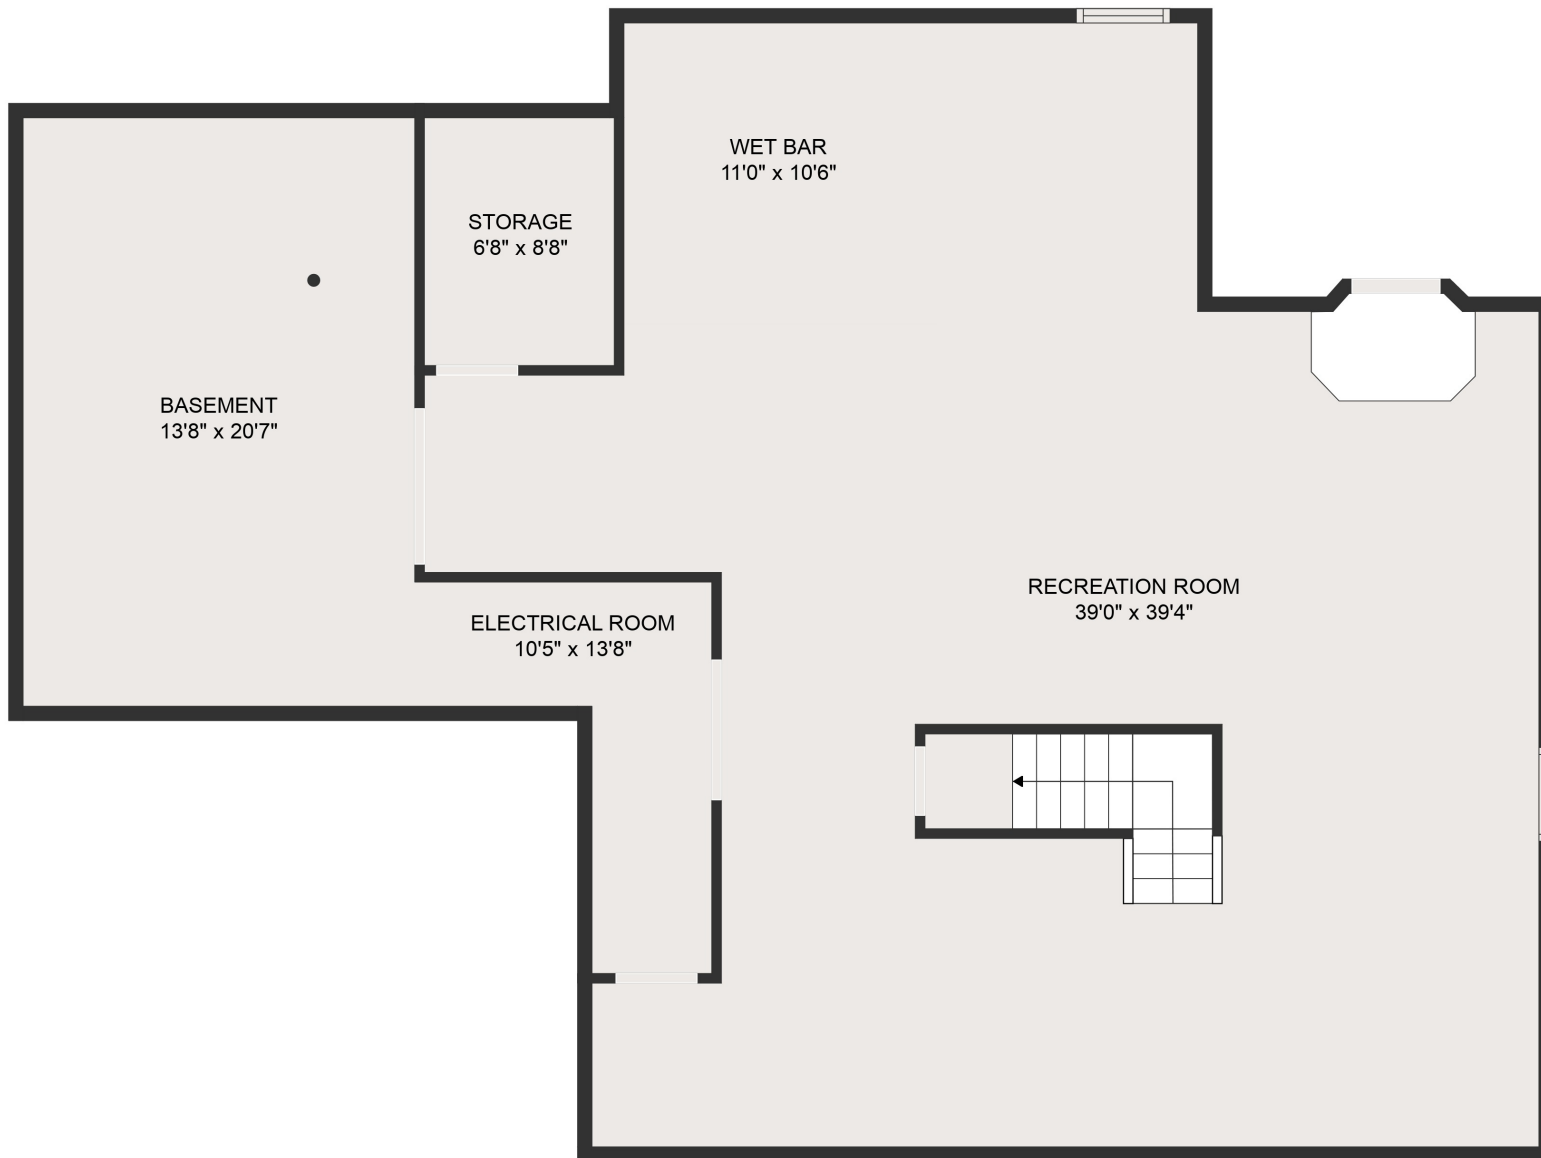 WET BAR
11'0" x 10'6"
STORAGE
6'8" x 8'8"
BASEMENT
13'8" x 20'7"
RECREATION ROOM
39'0" x 39'4"
ELECTRICAL ROOM
10'5" x 13'8"